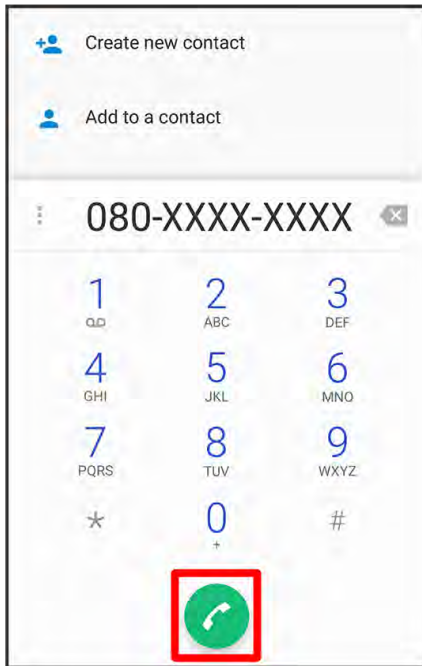 Create new contact
Add to a contact
080-XXXX-XXXX
1 2 3
ABC DEF
4 5 6
GHI JKL MNO
7 8 9
PQRS TUV WXYZ
* 0 #
+